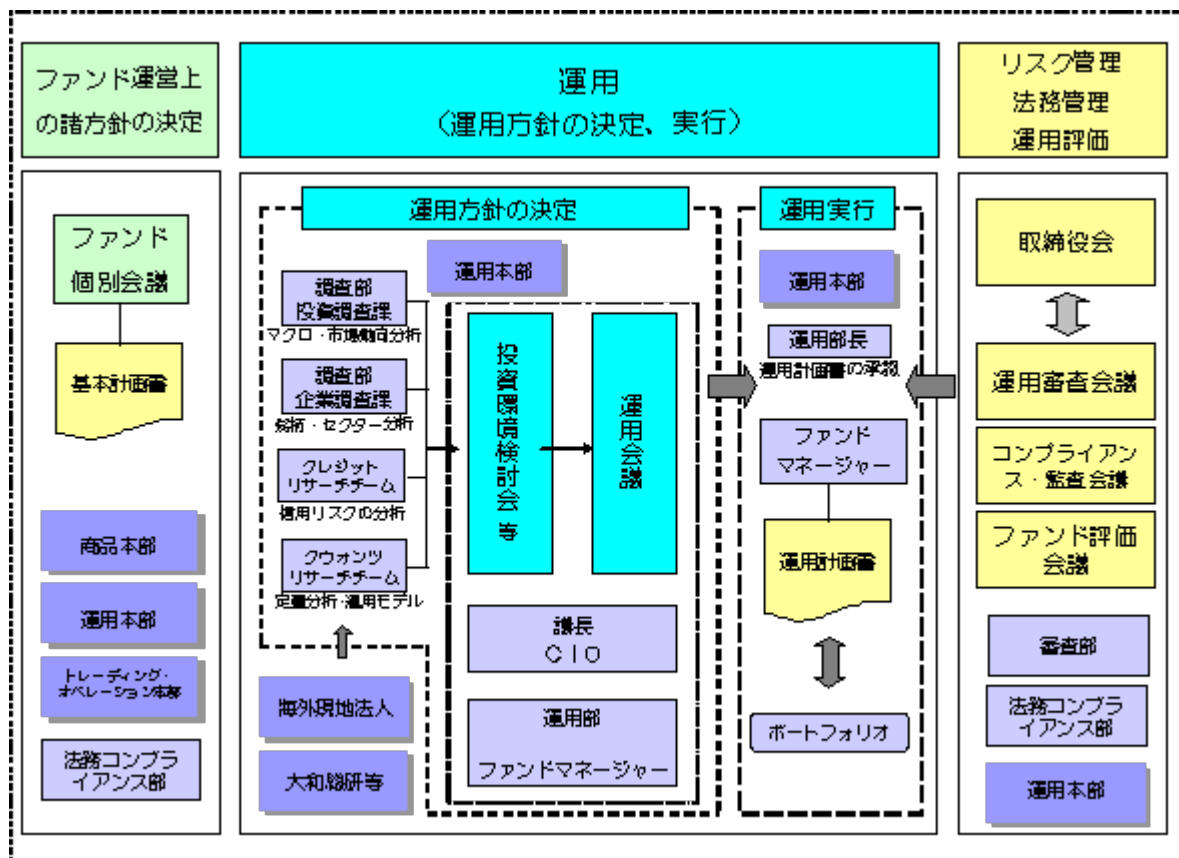 ファンド運営上
の諸方針の決定
運用
（運用方針の決定、実行）
リスク管理
法務管理
運用評価
ファンド
個別会議
基本計画書
商品本部
運用本部
トレーディング・
オペレーション本部
法務コンプラ
イアンス部
運用方針の決定
運用本部
調査部
投資調査課
マクロ・市場動向分析
調査部
企業調査課
銘柄・セクター分析
クレジット
リサーチチーム
信用リスクの分析
クウォンツ
リサーチチーム
定量分析・運用モデル
海外現地法人
大和総研等
投資環境検討会 等
運用会議
議長
ＣＩＯ
運用部
ファンドマネージャー
運用実行
運用本部
運用部長
運用計画書の承認
ファンド
マネージャー
運用計画書
ポートフォリオ
取締役会
運用審査会議
コンプライアン
ス・監査会議
ファンド評価
会議
審査部
法務コンプラ
イアンス部
運用本部